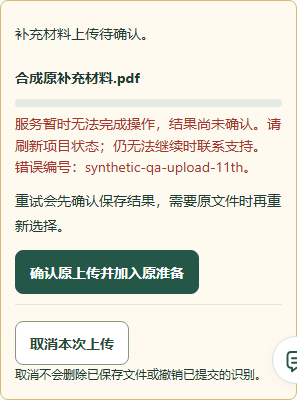 补充材料上传待确认。
合成原补充材料.pdf
服务暂时无法完成操作，结果尚未确认。请
刷新项目状态；仍无法继续时联系支持。
错误编号：synthetic-qa-upload-11th。
重试会先确认保存结果，需要原文件时再重
新选择。
确认原上传并加入原准备
取消本次上传
取消不会删除已保存文件或撤销已提交的识别。